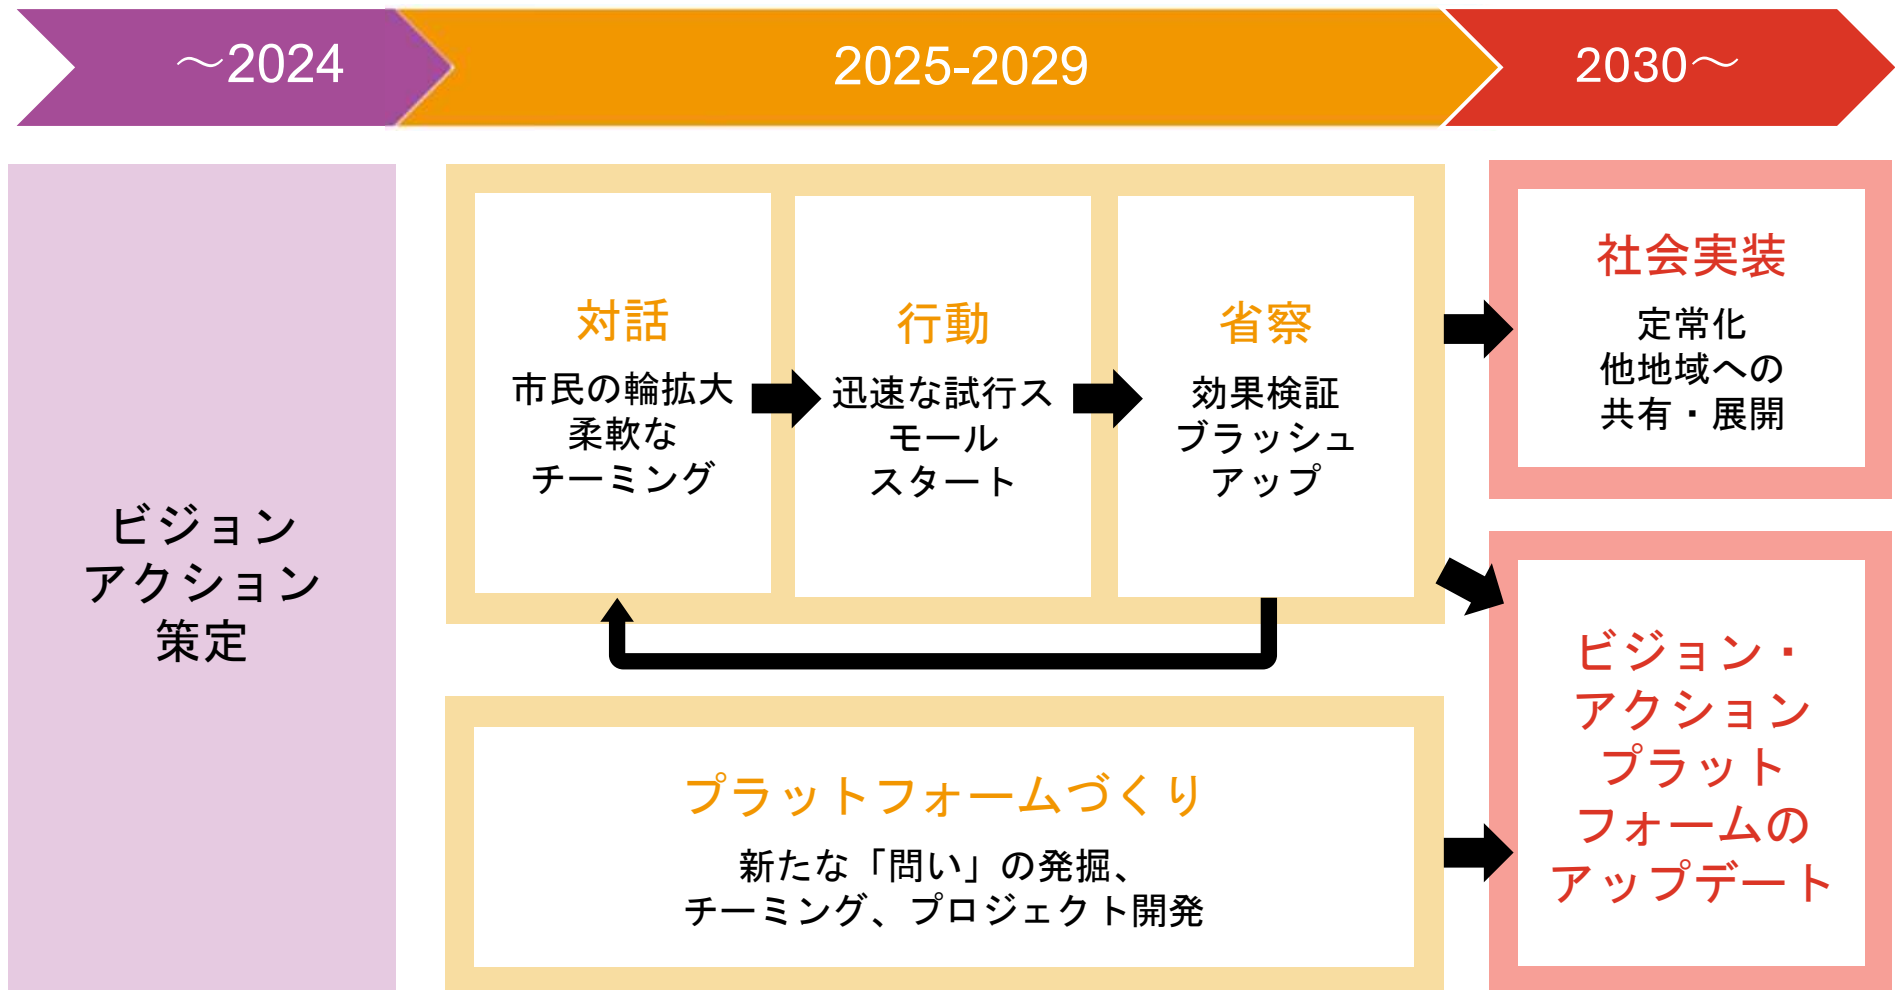 ～2024
2025-2029
2030～
ビジョン
アクション
策定
対話
市民の輪拡大
柔軟な
チーミング
行動
迅速な試行ス
モール
スタート
省察
効果検証
ブラッシュ
アップ
社会実装
定常化
他地域への
共有・展開
プラットフォームづくり
新たな「問い」の発掘、
チーミング、プロジェクト開発
ビジョン・
アクション
プラット
フォームの
アップデート